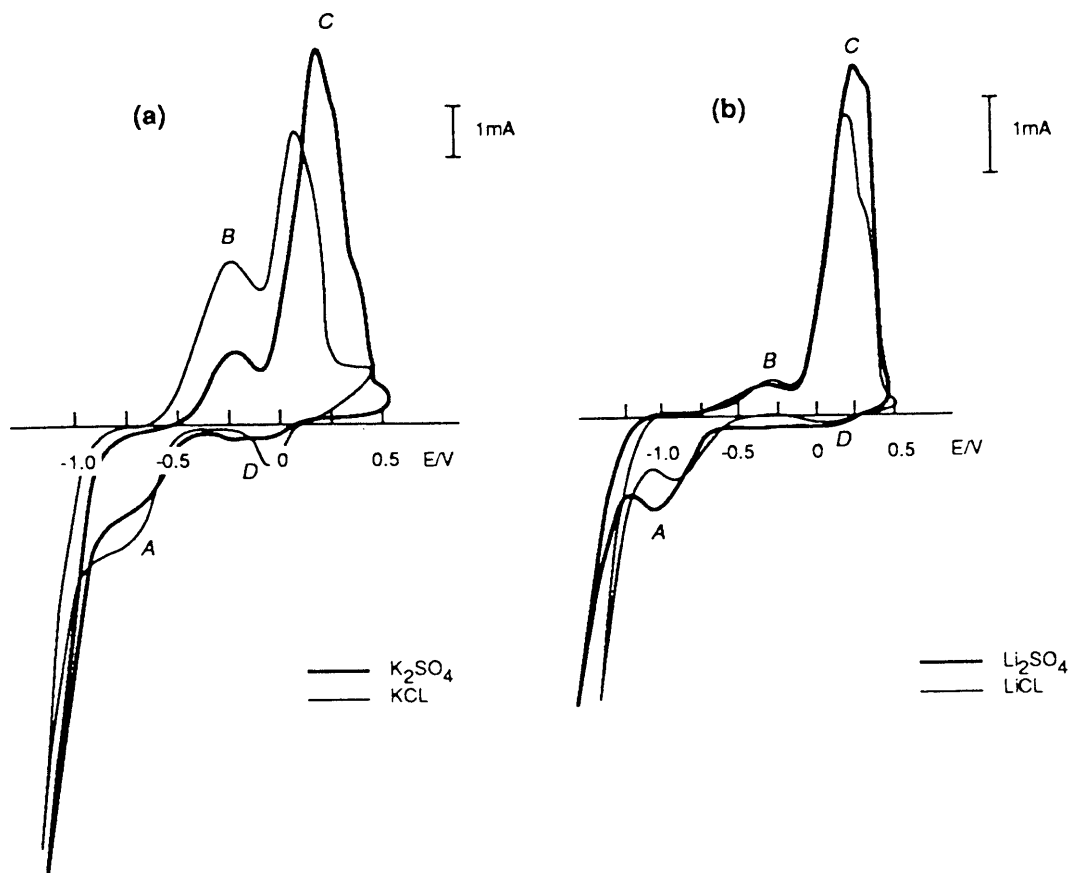 (a)
C
1mA
B
-1.0
-0.5
D
0
0.5
E/V
A
K₂SO₄
KCL
(b)
C
1mA
B
-1.0
-0.5
0
D
0.5
E/V
A
Li₂SO₄
LiCL